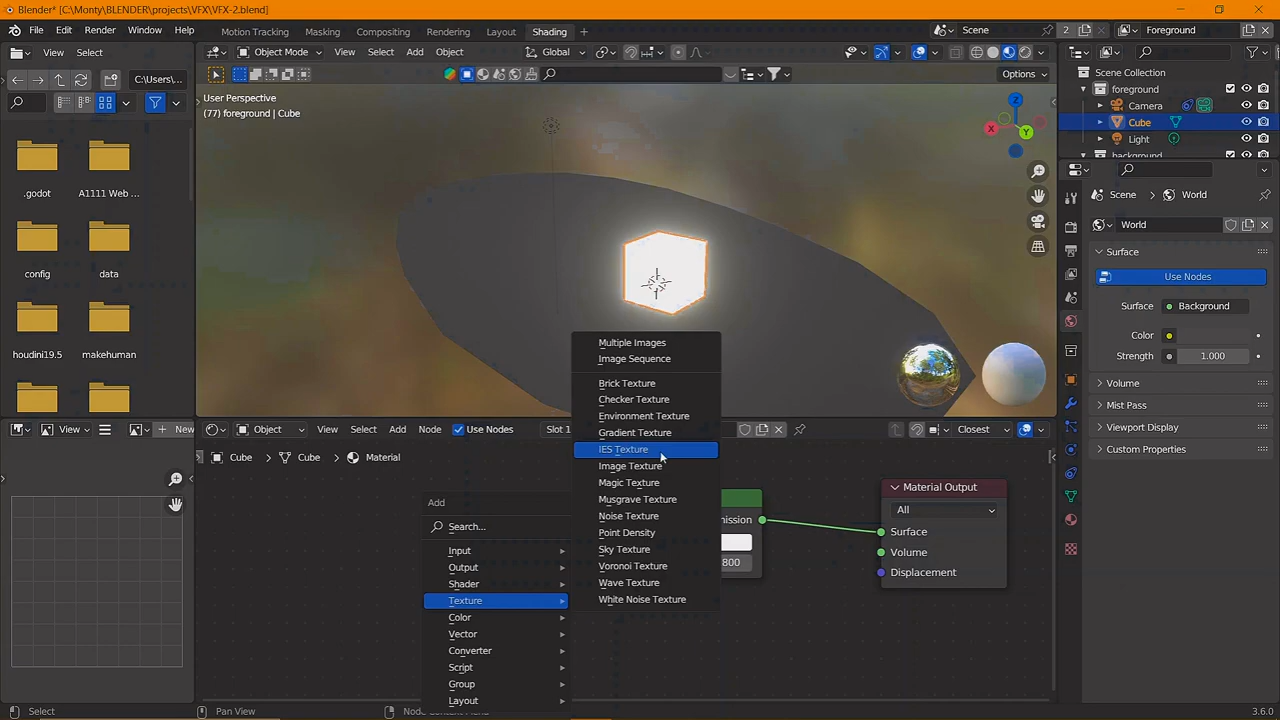 Blender* [C:\Monty\BLENDER\projects\VFX\VFX-2.blend]
File Edit Render Window Help
Motion Tracking Masking Compositing Rendering Layout Shading
Scene 2 Foreground
View Select
Object Mode View Select Add Object Global
C:\Users\...
Options
User Perspective
(77) foreground | Cube
X Y Z
.godot A1111 Web ...
config data
houdini19.5 makehuman
Scene Collection
foreground
Camera
Cube
Light
background
Scene World
World
Surface
Use Nodes
Surface Background
Color
Strength 1.000
Volume
Mist Pass
Viewport Display
Custom Properties
View New
Object View Select Add Node Use Nodes Slot 1 Closest
Cube Cube Material
Add
Search...
Input
Output
Shader
Texture
Color
Vector
Converter
Script
Group
Layout
Multiple Images
Image Sequence
Brick Texture
Checker Texture
Environment Texture
Gradient Texture
IES Texture
Image Texture
Magic Texture
Musgrave Texture
Noise Texture
Point Density
Sky Texture
Voronoi Texture
Wave Texture
White Noise Texture
mission
800
Material Output
All
Surface
Volume
Displacement
Select Pan View Node Context Menu 3.6.0